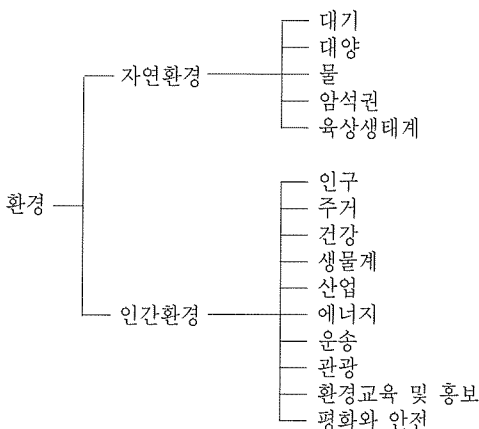 대기
대양
자연환경
물
암석권
육상생태계
환경
인구
주거
건강
생물계
산업
인간환경
에너지
운송
관광
환경교육 및 홍보
평화와 안전